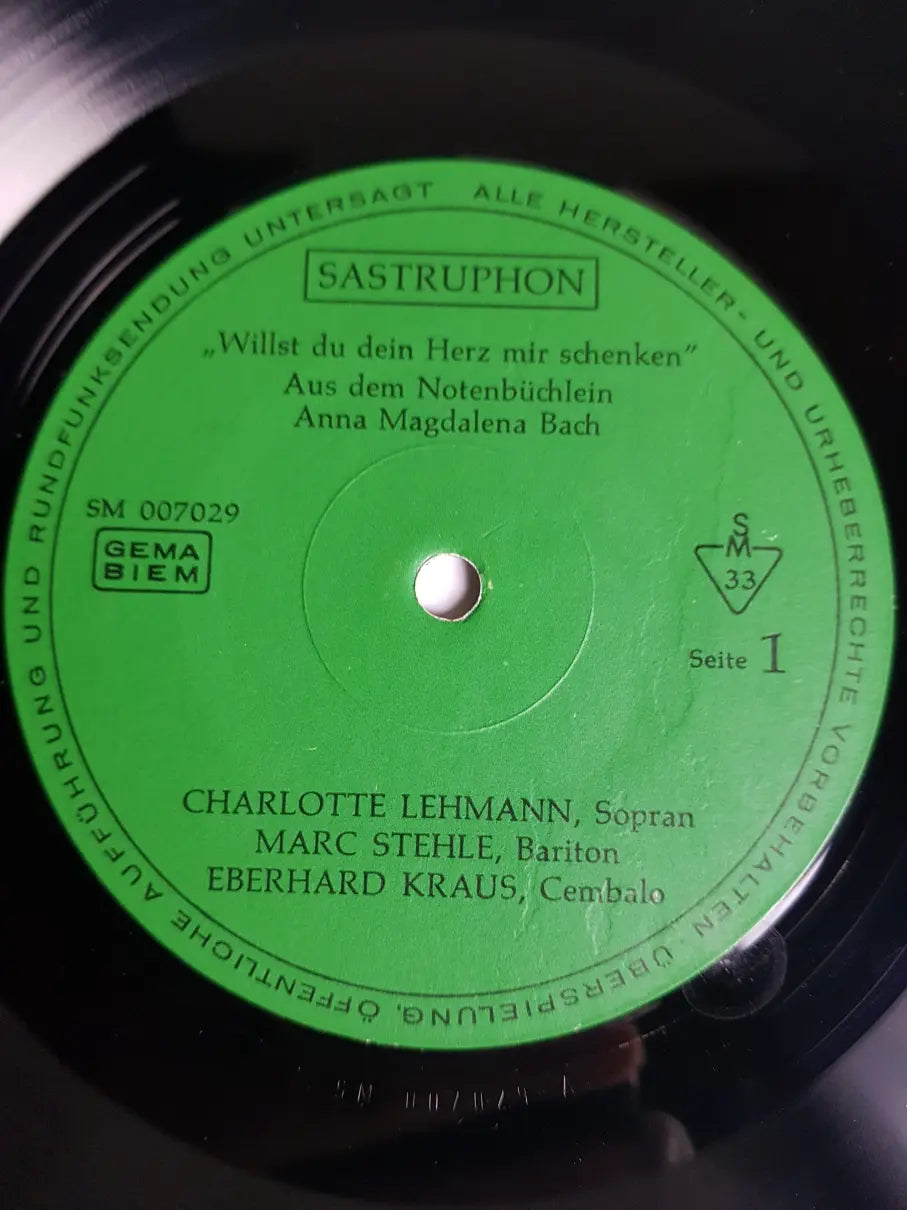 ALLE HERSTELLER- UND URHEBERRECHTE VORBEHALTEN. ÜBERSPIELUNG, ÖFFENTLICHE AUFFÜHRUNG UND RUNDFUNKSENDUNG UNTERSAGT
SASTRUPHON
„Willst du dein Herz mir schenken”
Aus dem Notenbüchlein
Anna Magdalena Bach
SM 007029
GEMA
BIEM
S
M
33
Seite 1
CHARLOTTE LEHMANN, Sopran
MARC STEHLE, Bariton
EBERHARD KRAUS, Cembalo